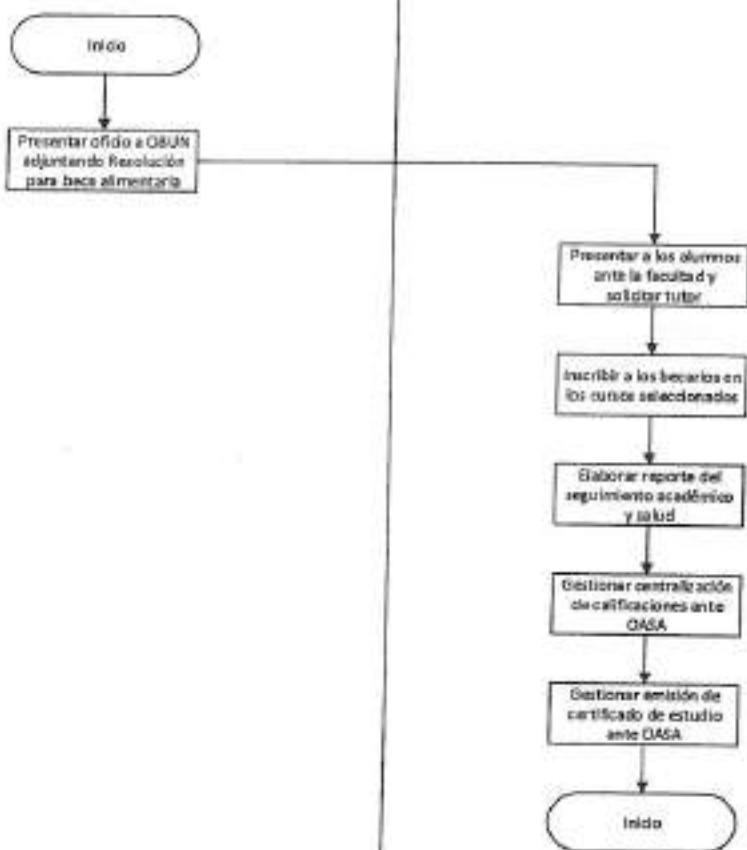 Inicio
Presentar oficio a OBUN
adjuntando Resolución
para beca alimentaria
Presentar a los alumnos
ante la facultad y
solicitar tutor
Inscribir a los becarios en
los cursos seleccionados
Elaborar reporte del
seguimiento académico
y salud
Gestionar centralización
de calificaciones ante
OASA
Gestionar emisión de
certificado de estudio
ante OASA
Inicio